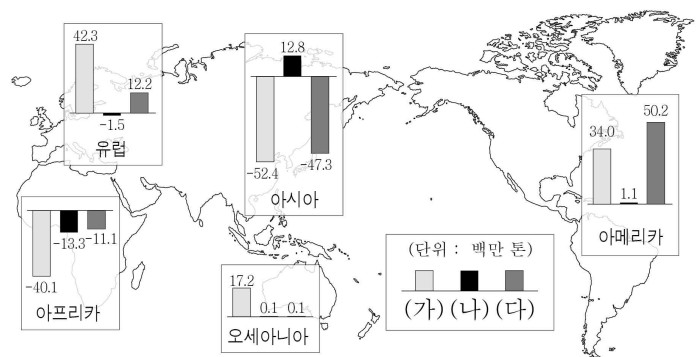 42.3
-1.5
12.2
유럽
12.8
-52.4
-47.3
아시아
34.0
1.1
50.2
아메리카
-40.1
-13.3
-11.1
아프리카
17.2
0.1
0.1
오세아니아
(단위 : 백만 톤)
(가) (나) (다)